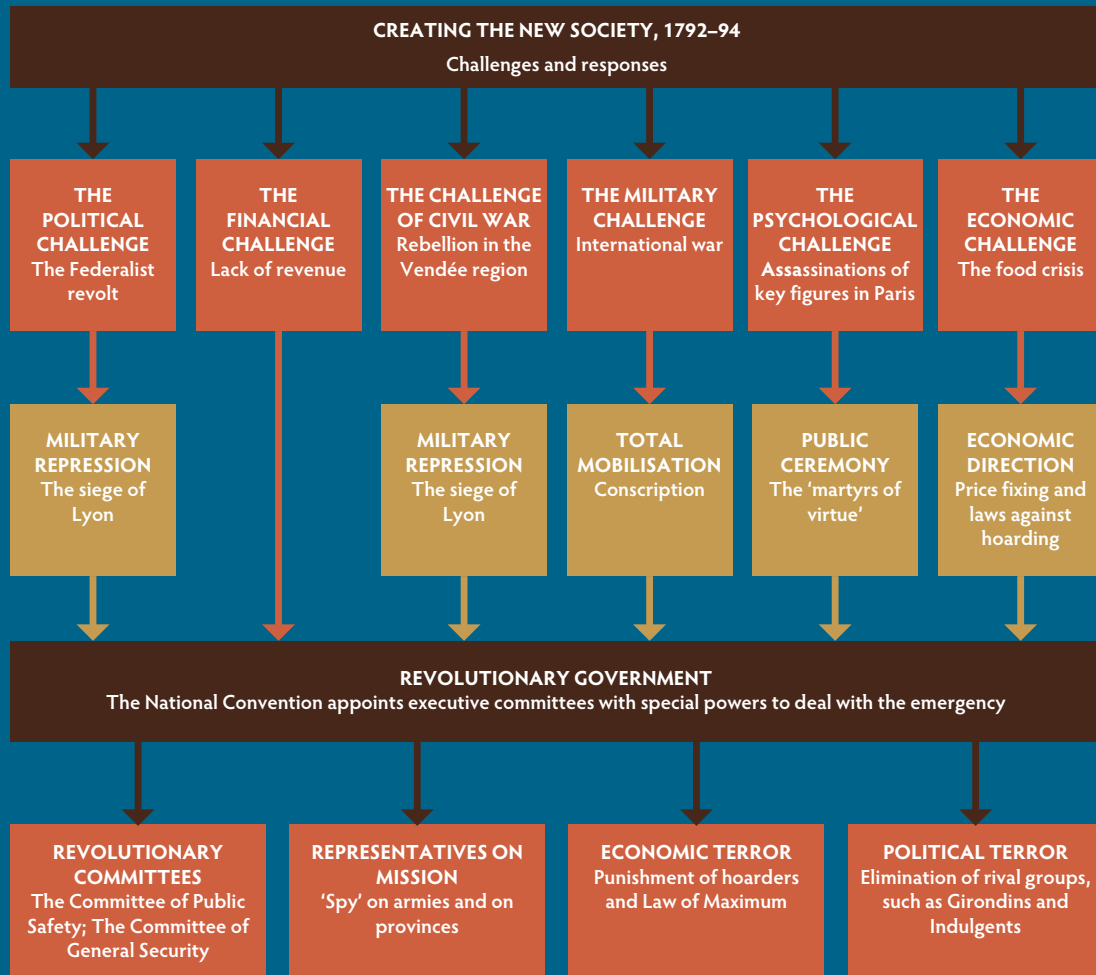 CREATING THE NEW SOCIETY, 1792–94
Challenges and responses
THE
POLITICAL
CHALLENGE
The Federalist
revolt
THE
FINANCIAL
CHALLENGE
Lack of revenue
THE CHALLENGE
OF CIVIL WAR
Rebellion in the
Vendée region
THE MILITARY
CHALLENGE
International war
THE
PSYCHOLOGICAL
CHALLENGE
Assassinations of
key figures in Paris
THE
ECONOMIC
CHALLENGE
The food crisis
MILITARY
REPRESSION
The siege of
Lyon
MILITARY
REPRESSION
The siege of
Lyon
TOTAL
MOBILISATION
Conscription
PUBLIC
CEREMONY
The ‘martyrs of
virtue’
ECONOMIC
DIRECTION
Price fixing and
laws against
hoarding
REVOLUTIONARY GOVERNMENT
The National Convention appoints executive committees with special powers to deal with the emergency
REVOLUTIONARY
COMMITTEES
The Committee of Public
Safety; The Committee of
General Security
REPRESENTATIVES ON
MISSION
‘Spy’ on armies and on
provinces
ECONOMIC TERROR
Punishment of hoarders
and Law of Maximum
POLITICAL TERROR
Elimination of rival groups,
such as Girondins and
Indulgents